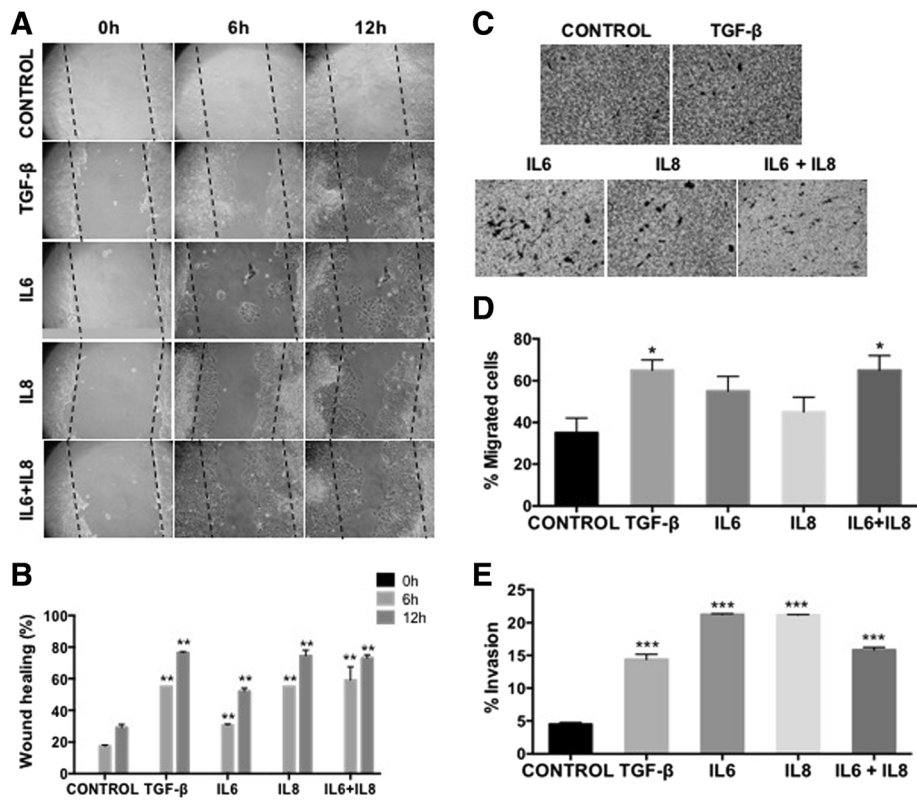 A
0h 6h 12h
CONTROL
TGF-β
IL6
IL8
IL6+IL8
B
0h
6h
12h
Wound healing (%)
100
80
60
40
20
0
** ** ** ** ** ** ** **
CONTROL TGF-β IL6 IL8 IL6+IL8
C
CONTROL TGF-β
IL6 IL8 IL6 + IL8
D
% Migrated cells
80
60
40
20
0
* *
CONTROL TGF-β IL6 IL8 IL6+IL8
E
% Invasion
25
20
15
10
5
0
*** *** *** ***
CONTROL TGF-β IL6 IL8 IL6 + IL8